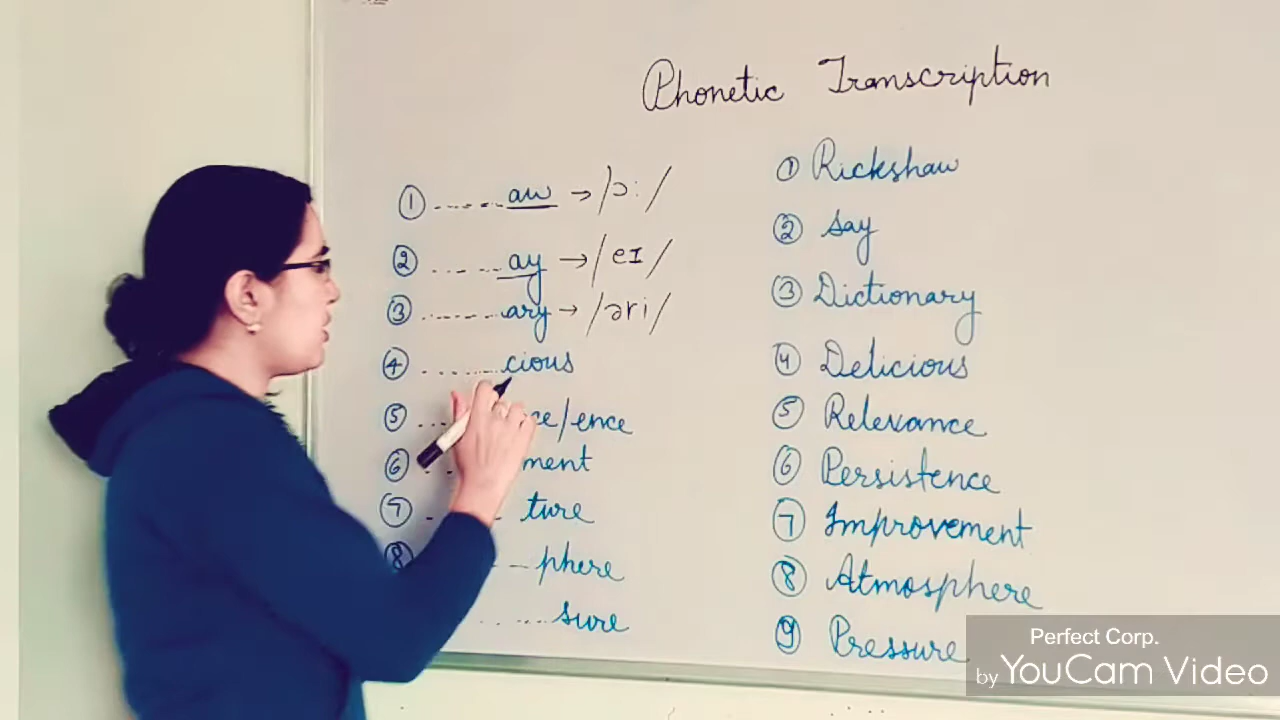 Phonetic Transcription
① ......aw → /ɔː/
② ......ay → /eɪ/
③ ......ary → /əri/
④ ......cious
⑤ ...ce/ence
⑥ ment
⑦ ture
⑧ phere
sure
① Rickshaw
② Say
③ Dictionary
④ Delicious
⑤ Relevance
⑥ Persistence
⑦ Improvement
⑧ Atmosphere
⑨ Pressure
Perfect Corp.
by YouCam Video